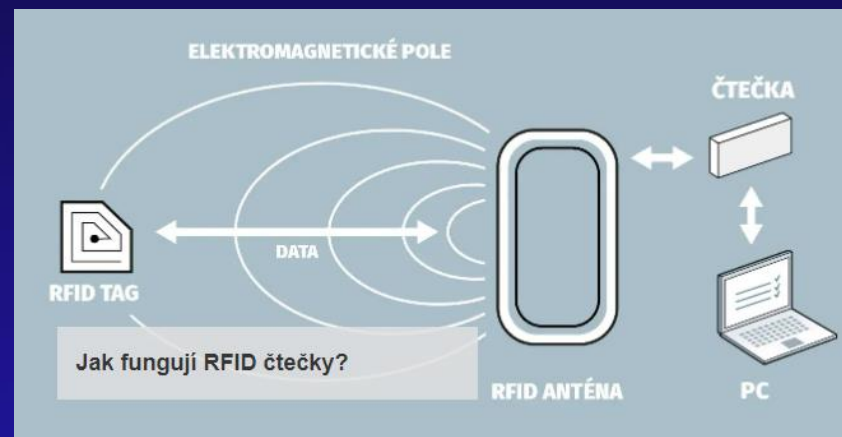 ELEKTROMAGNETICKÉ POLE
ČTEČKA
DATA
RFID TAG
Jak fungují RFID čtečky?
RFID ANTÉNA
PC